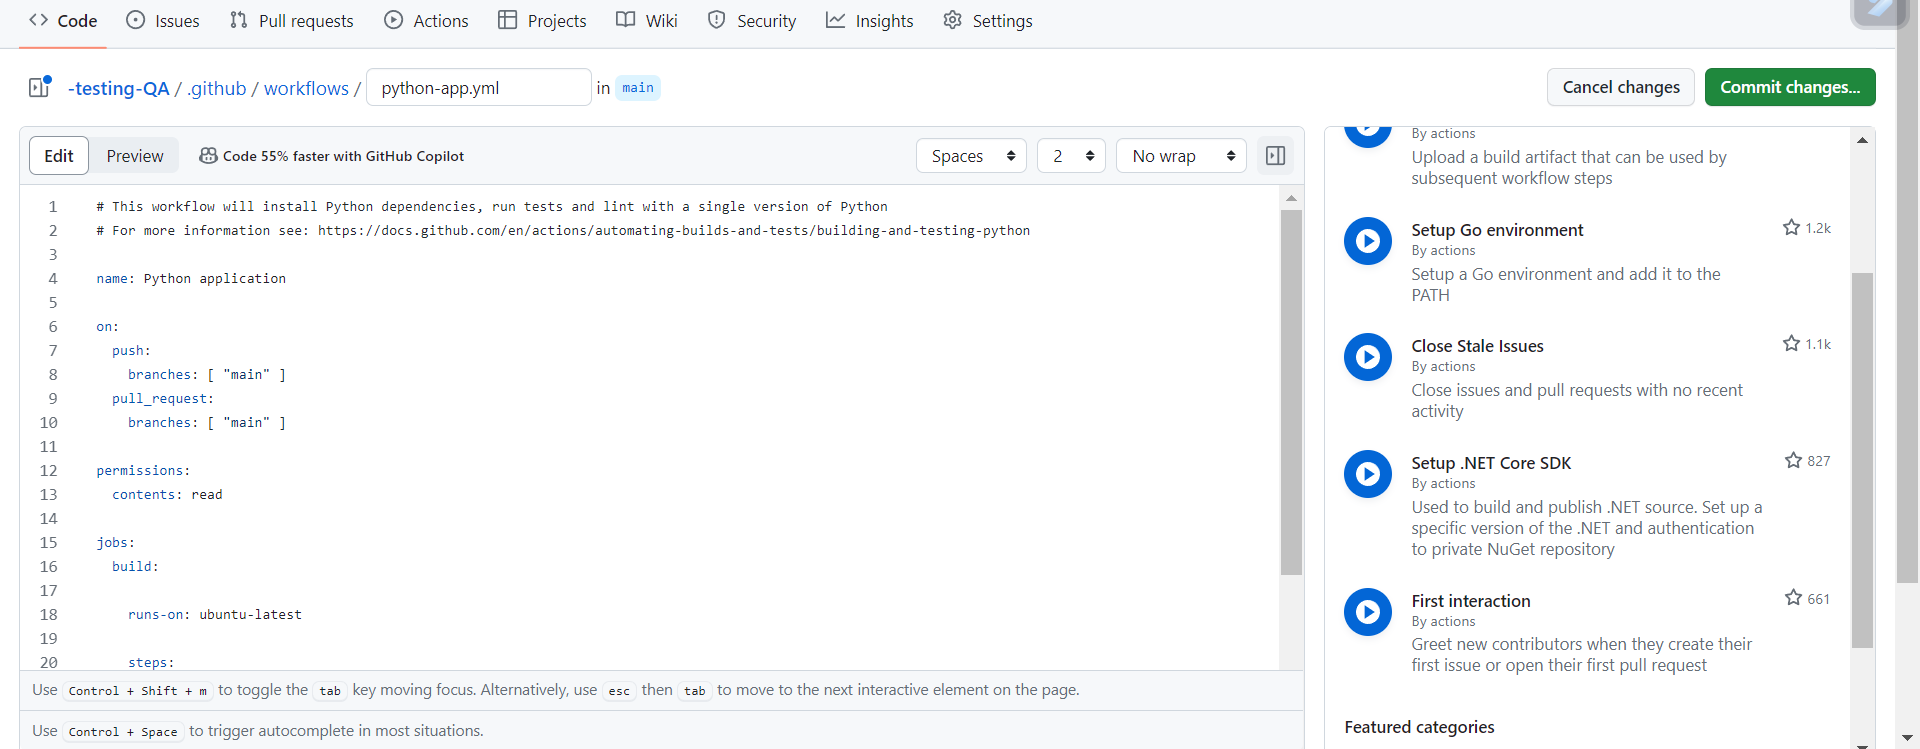 Code Issues Pull requests Actions Projects Wiki Security Insights Settings
-testing-QA / .github / workflows / python-app.yml in main
Cancel changes Commit changes...
Edit Preview Code 55% faster with GitHub Copilot Spaces 2 No wrap
1 # This workflow will install Python dependencies, run tests and lint with a single version of Python
2 # For more information see: https://docs.github.com/en/actions/automating-builds-and-tests/building-and-testing-python
3
4 name: Python application
5
6 on:
7 push:
8 branches: [ "main" ]
9 pull_request:
10 branches: [ "main" ]
11
12 permissions:
13 contents: read
14
15 jobs:
16 build:
17
18 runs-on: ubuntu-latest
19
20 steps:
Use Control + Shift + m to toggle the tab key moving focus. Alternatively, use esc then tab to move to the next interactive element on the page.
Use Control + Space to trigger autocomplete in most situations.
By actions
Upload a build artifact that can be used by
subsequent workflow steps
Setup Go environment 1.2k
By actions
Setup a Go environment and add it to the
PATH
Close Stale Issues 1.1k
By actions
Close issues and pull requests with no recent
activity
Setup .NET Core SDK 827
By actions
Used to build and publish .NET source. Set up a
specific version of the .NET and authentication
to private NuGet repository
First interaction 661
By actions
Greet new contributors when they create their
first issue or open their first pull request
Featured categories